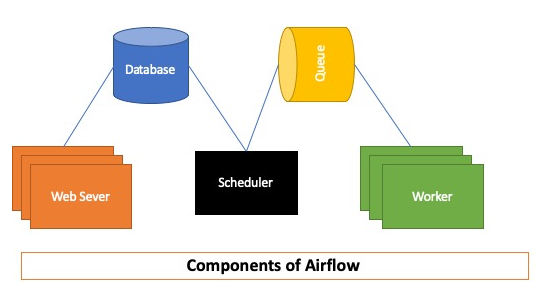 Database
Queue
Web Sever
Scheduler
Worker
Components of Airflow